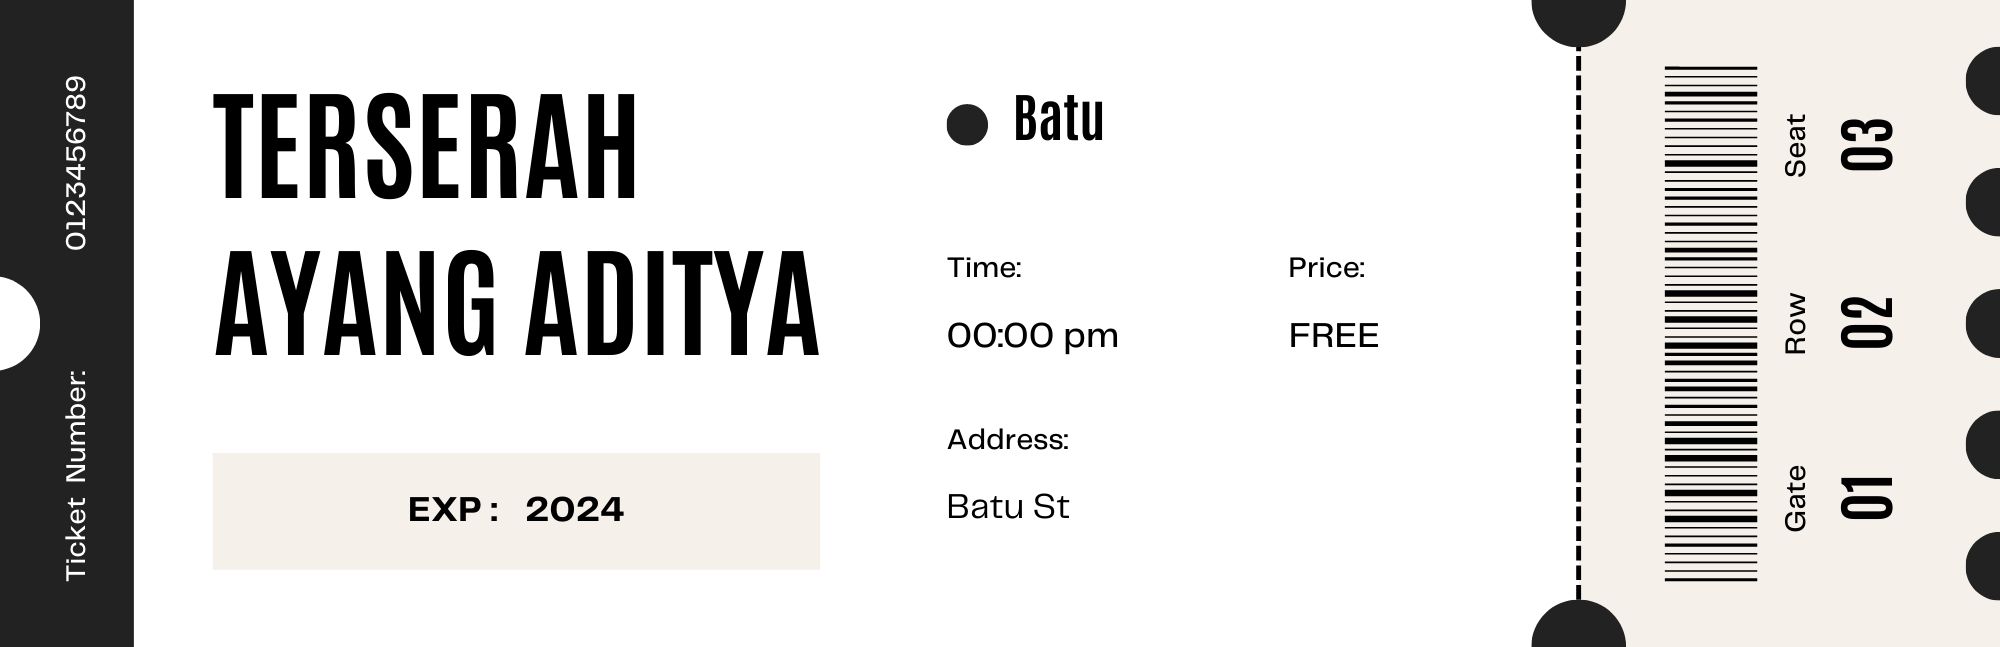 Ticket Number: 0123456789
TERSERAH
AYANG ADITYA
EXP : 2024
Batu
Time:
00:00 pm
Price:
FREE
Address:
Batu St
Gate
01
Row
02
Seat
03